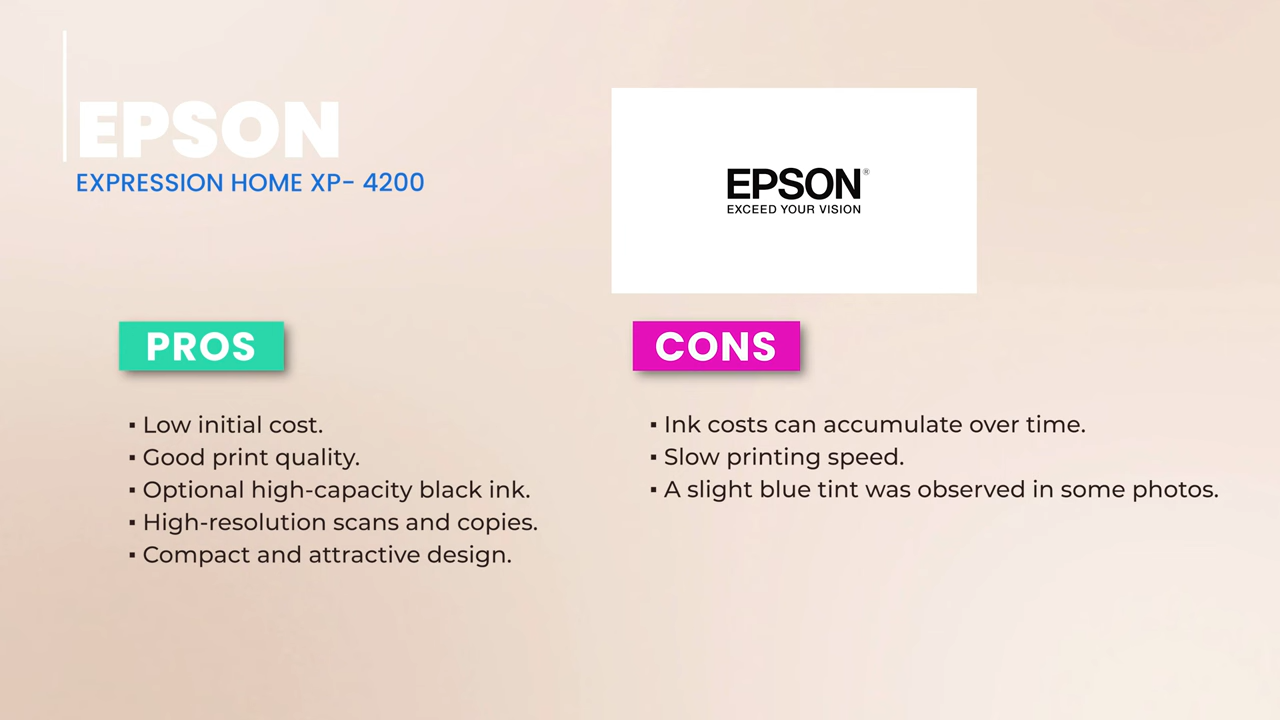 EPSON
EXPRESSION HOME XP- 4200
EPSON®
EXCEED YOUR VISION
PROS
▪ Low initial cost.
▪ Good print quality.
▪ Optional high-capacity black ink.
▪ High-resolution scans and copies.
▪ Compact and attractive design.
CONS
▪ Ink costs can accumulate over time.
▪ Slow printing speed.
▪ A slight blue tint was observed in some photos.